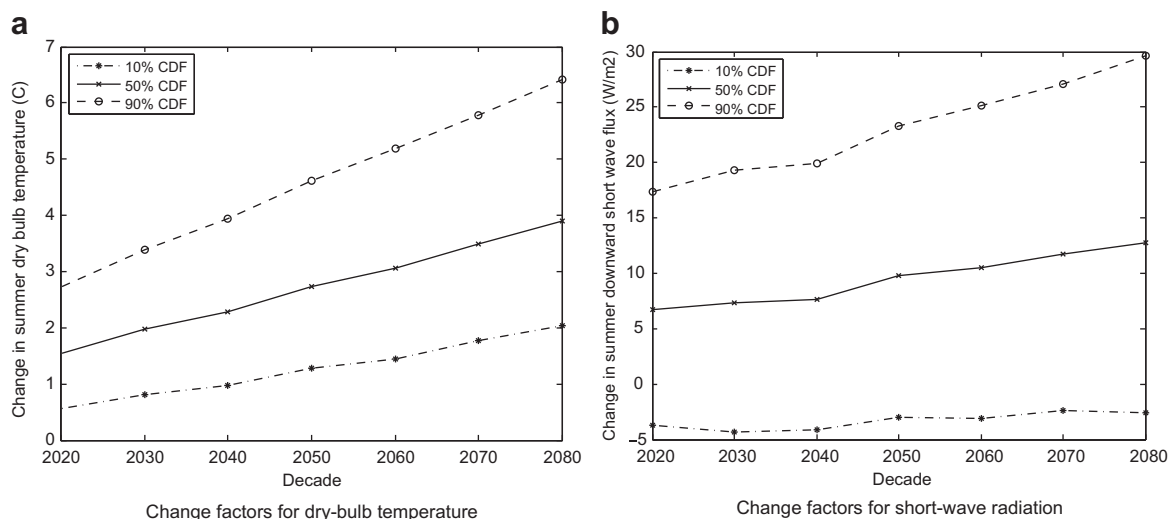 a
7
6
5
4
3
2
1
0
Change in summer dry bulb temperature (C)
10% CDF
50% CDF
90% CDF
2020 2030 2040 2050 2060 2070 2080
Decade
Change factors for dry-bulb temperature
b
30
25
20
15
10
5
0
−5
Change in summer downward short wave flux (W/m2)
10% CDF
50% CDF
90% CDF
2020 2030 2040 2050 2060 2070 2080
Decade
Change factors for short-wave radiation